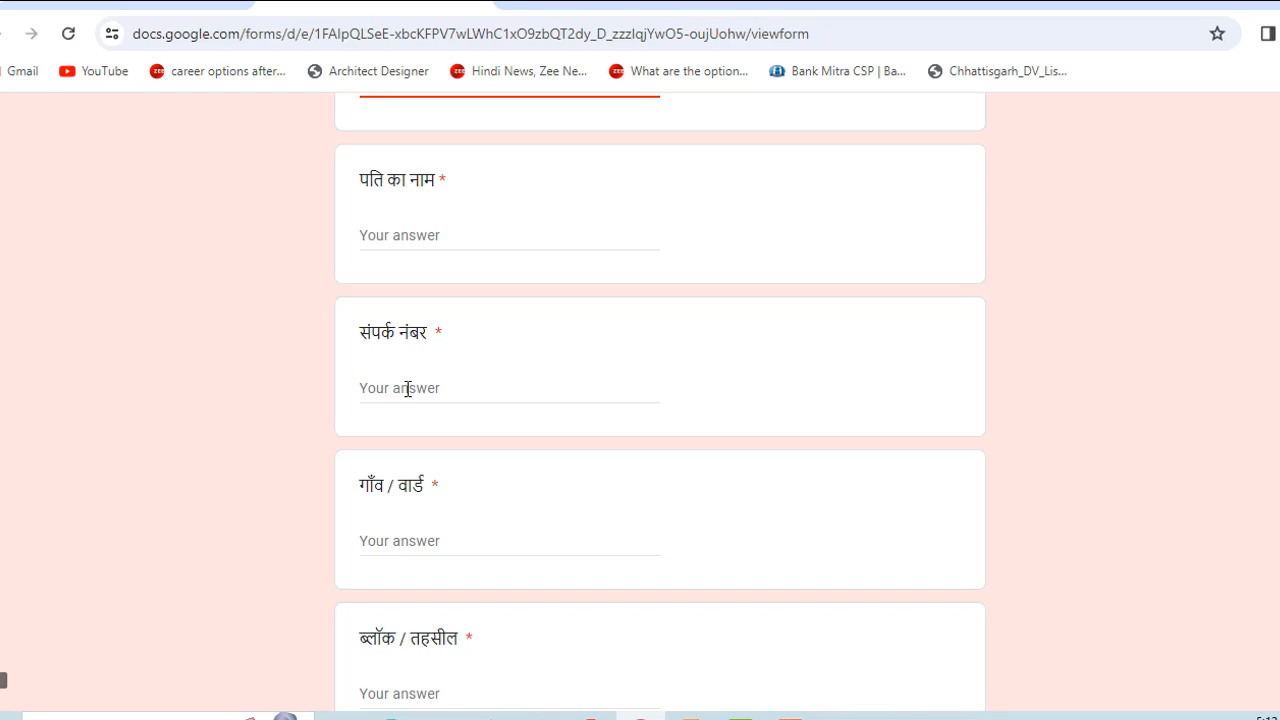 docs.google.com/forms/d/e/1FAIpQLSeE-xbcKFPV7wLWhC1xO9zbQT2dy_D_zzzIqjYwO5-oujUohw/viewform
Gmail YouTube career options after... Architect Designer Hindi News, Zee Ne... What are the option... Bank Mitra CSP | Ba... Chhattisgarh_DV_Lis...
पति का नाम *
Your answer
संपर्क नंबर *
Your answer
गाँव / वार्ड *
Your answer
ब्लॉक / तहसील *
Your answer